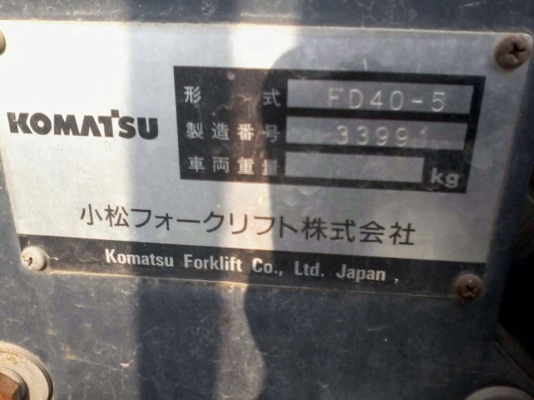 KOMATSU
形式 FD40-5
製造番号 33991
車両重量 kg
小松フォークリフト株式会社
Komatsu Forklift Co., Ltd. Japan